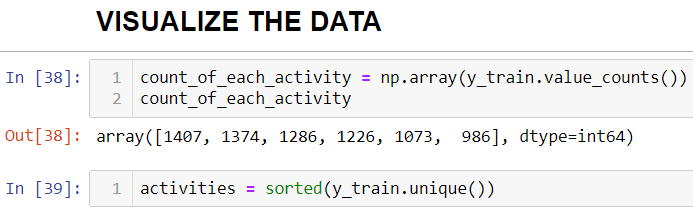 VISUALIZE THE DATA
In [38]: 1 count_of_each_activity = np.array(y_train.value_counts())
2 count_of_each_activity
Out[38]: array([1407, 1374, 1286, 1226, 1073,  986], dtype=int64)
In [39]: 1 activities = sorted(y_train.unique())